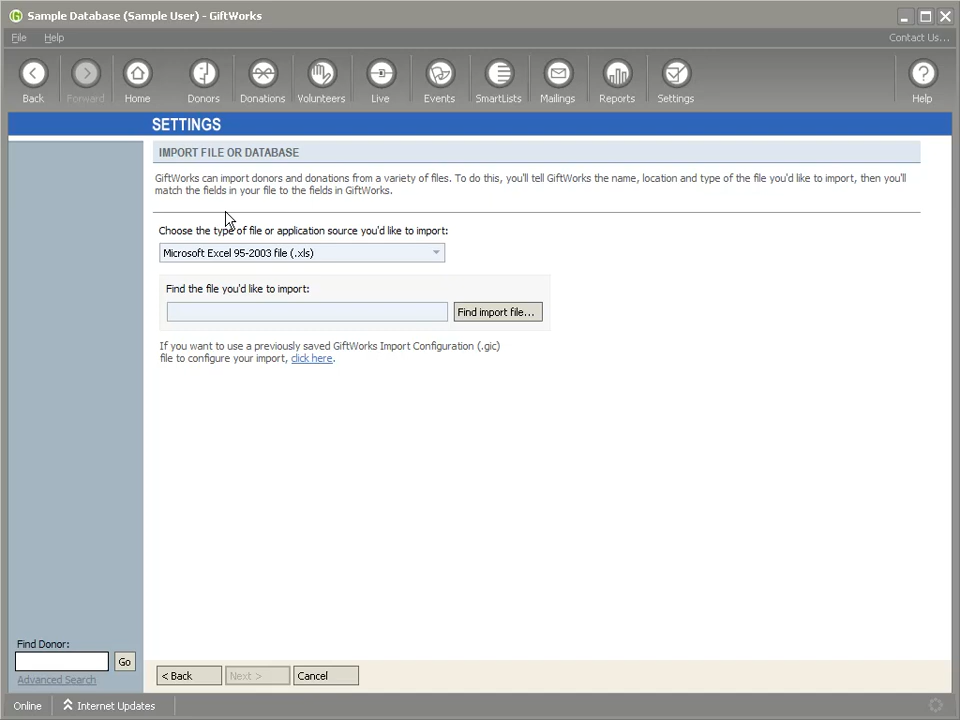 Sample Database (Sample User) - GiftWorks
File Help Contact Us...
Back Forward Home Donors Donations Volunteers Live Events SmartLists Mailings Reports Settings Help
SETTINGS
IMPORT FILE OR DATABASE
GiftWorks can import donors and donations from a variety of files. To do this, you'll tell GiftWorks the name, location and type of the file you'd like to import, then you'll
match the fields in your file to the fields in GiftWorks.
Choose the type of file or application source you'd like to import:
Microsoft Excel 95-2003 file (.xls)
Find the file you'd like to import:
Find import file...
If you want to use a previously saved GiftWorks Import Configuration (.gic)
file to configure your import, click here.
Find Donor:
Go
Advanced Search
< Back Next > Cancel
Online Internet Updates